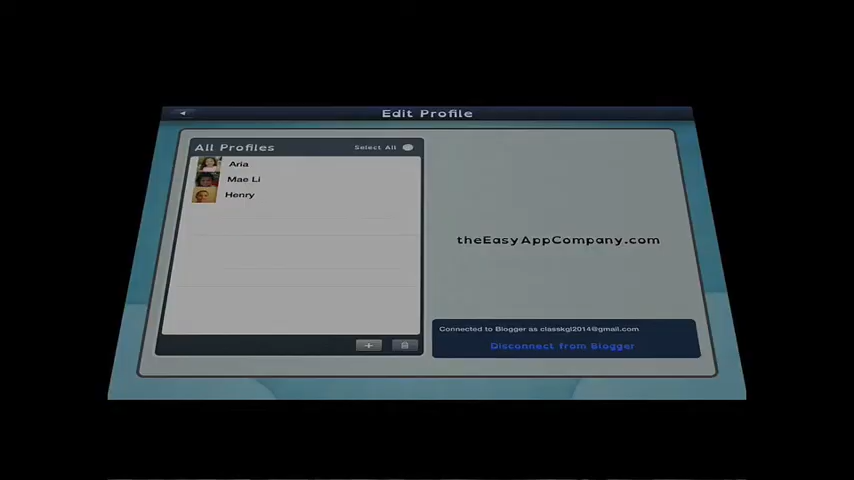 Edit Profile
All Profiles
Select All
Aria
Mae Li
Henry
theEasyAppCompany.com
Connected to Blogger as classkgl2014@gmail.com
Disconnect from Blogger